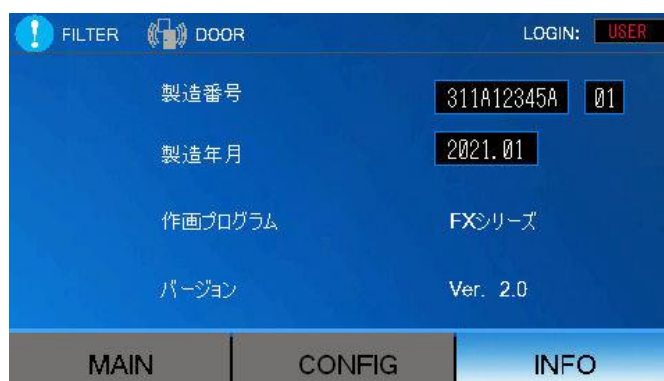 FILTER DOOR LOGIN: USER
製造番号 311A12345A 01
製造年月 2021.01
作画プログラム FXシリーズ
バージョン Ver. 2.0
MAIN CONFIG INFO